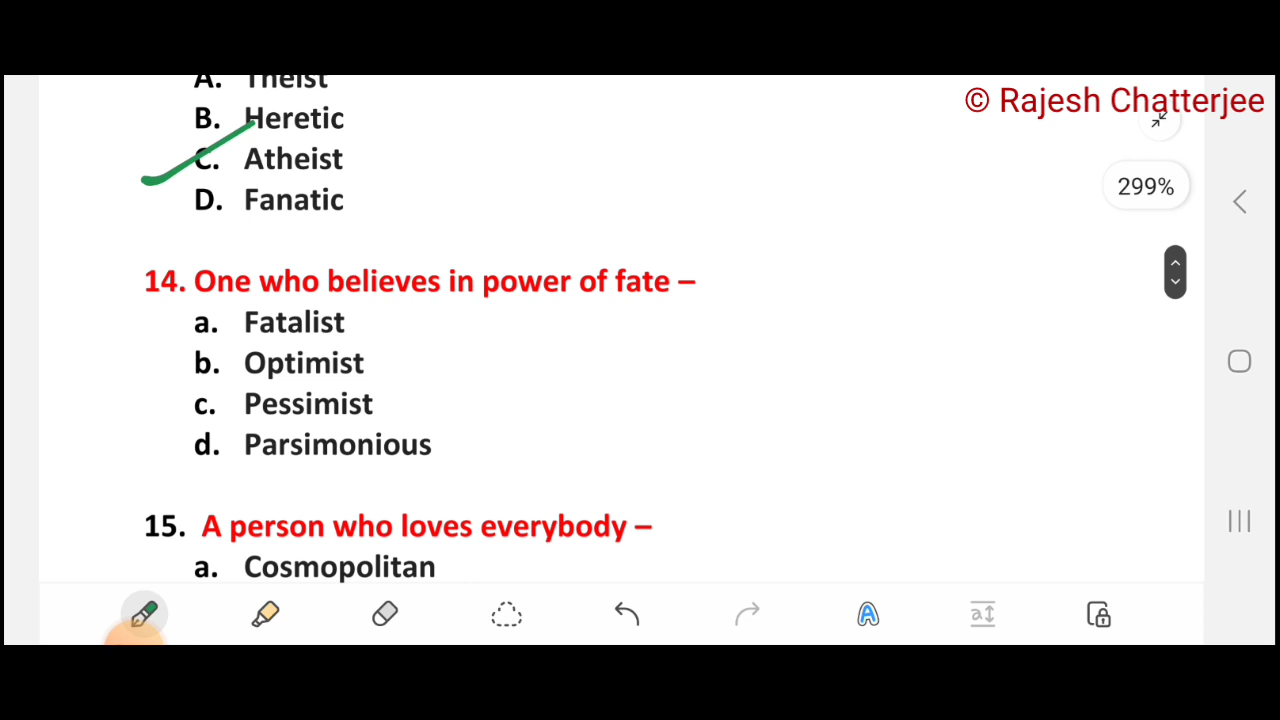 A. Theist
© Rajesh Chatterjee
B. Heretic
C. Atheist
299%
D. Fanatic
14. One who believes in power of fate –
a. Fatalist
b. Optimist
c. Pessimist
d. Parsimonious
15. A person who loves everybody –
a. Cosmopolitan